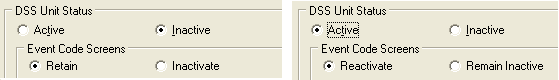 DSS Unit Status
Active Inactive
Event Code Screens
Retain Inactivate
DSS Unit Status
Active Inactive
Event Code Screens
Reactivate Remain Inactive